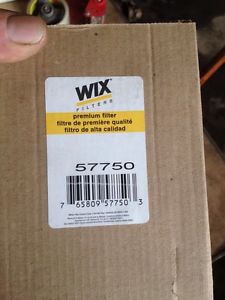 WIX
FILTERS
premium filter
filtre de première qualité
filtro de alta calidad
57750
7 65809 57750 3